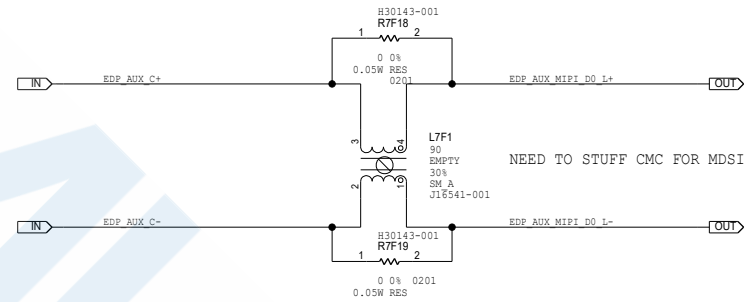 H30143-001
R7F18
1 2
0 0%
0.05W RES
0201
IN EDP_AUX_C+ EDP_AUX_MIPI_D0_L+ OUT
3 4
L7F1
90
EMPTY
30%
SM_A
J16541-001
NEED TO STUFF CMC FOR MDSI
2 1
IN EDP_AUX_C- EDP_AUX_MIPI_D0_L- OUT
H30143-001
R7F19
1 2
0 0% 0201
0.05W RES